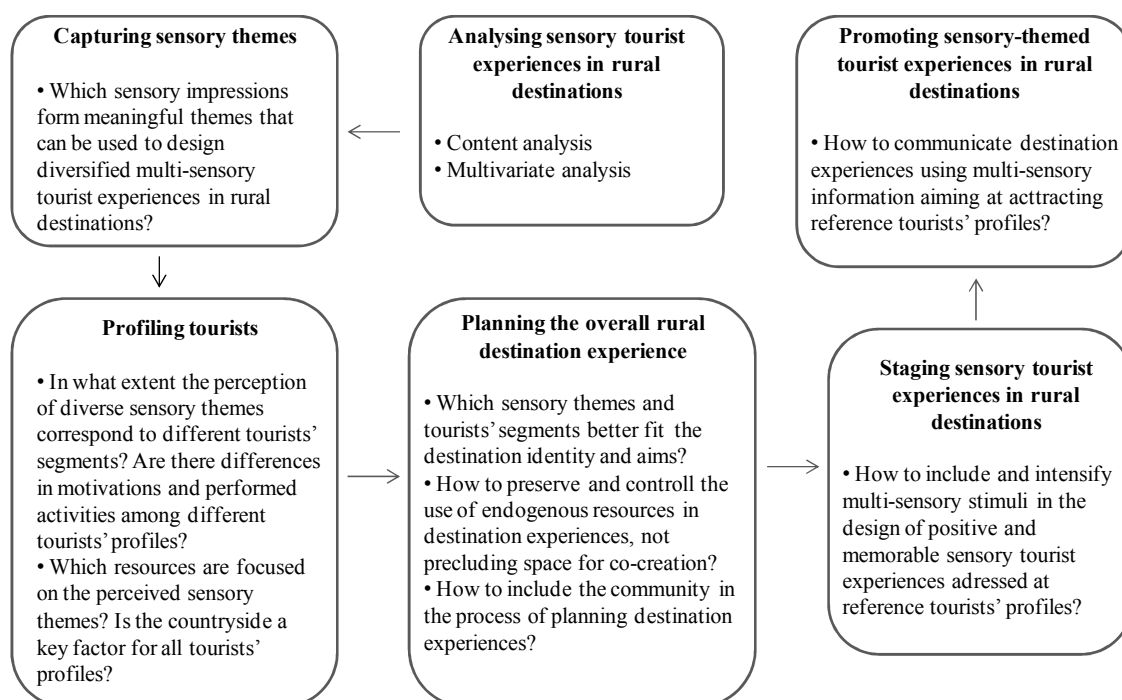 Capturing sensory themes
• Which sensory impressions
form meaningful themes that
can be used to design
diversified multi-sensory
tourist experiences in rural
destinations?
Analysing sensory tourist
experiences in rural
destinations
• Content analysis
• Multivariate analysis
Promoting sensory-themed
tourist experiences in rural
destinations
• How to communicate destination
experiences using multi-sensory
information aiming at acttracting
reference tourists’ profiles?
Profiling tourists
• In what extent the perception
of diverse sensory themes
correspond to different tourists’
segments? Are there differences
in motivations and performed
activities among different
tourists’ profiles?
• Which resources are focused
on the perceived sensory
themes? Is the countryside a
key factor for all tourists’
profiles?
Planning the overall rural
destination experience
• Which sensory themes and
tourists’ segments better fit the
destination identity and aims?
• How to preserve and controll the
use of endogenous resources in
destination experiences, not
precluding space for co-creation?
• How to include the community in
the process of planning destination
experiences?
Staging sensory tourist
experiences in rural
destinations
• How to include and intensify
multi-sensory stimuli in the
design of positive and
memorable sensory tourist
experiences adressed at
reference tourists’ profiles?